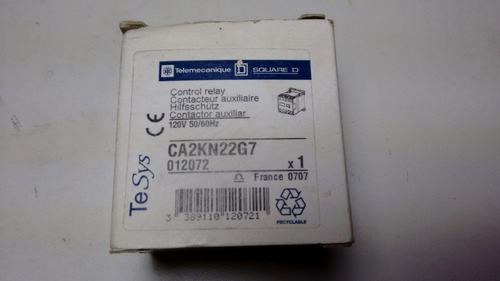 Telemecanique SQUARE D
Control relay
Contacteur auxiliaire
Hilfsschütz
Contactor auxiliar
120V 50/60Hz
CE
TeSys
CA2KN22G7
012072 x 1
France 0707
3 389110 120721
RECYCLABLE